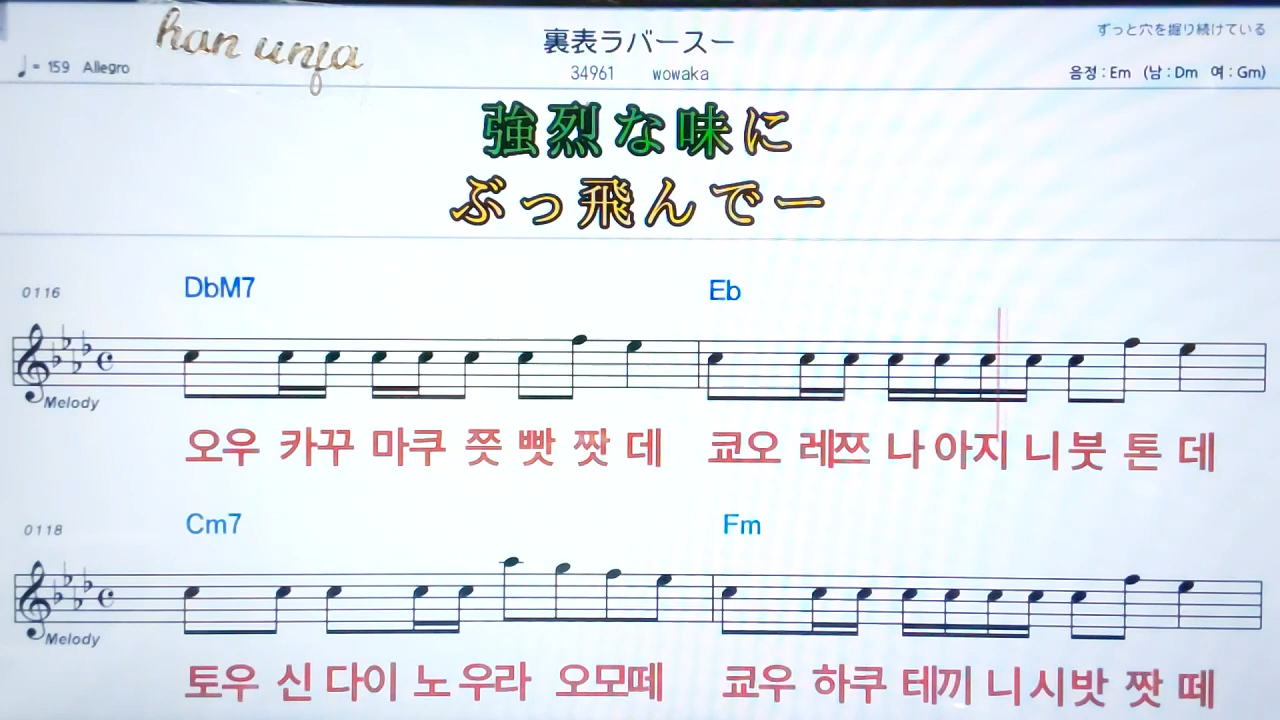 han unja
裏表ラバースー
ずっと穴を掘り続けている
♩= 159 Allegro
34961 wowaka
음정 : Em (남 : Dm 여 : Gm)
強烈な味に
ぶっ飛んでー
0116
DbM7 Eb
Melody
오우 카꾸 마쿠 쯧 빳 짯 데 쿄오 레쯔 나 아지 니 붓 톤 데
0118
Cm7 Fm
Melody
토우 신 다이 노 우라 오모떼 쿄우 하쿠 테끼 니 시 밧 짯 떼